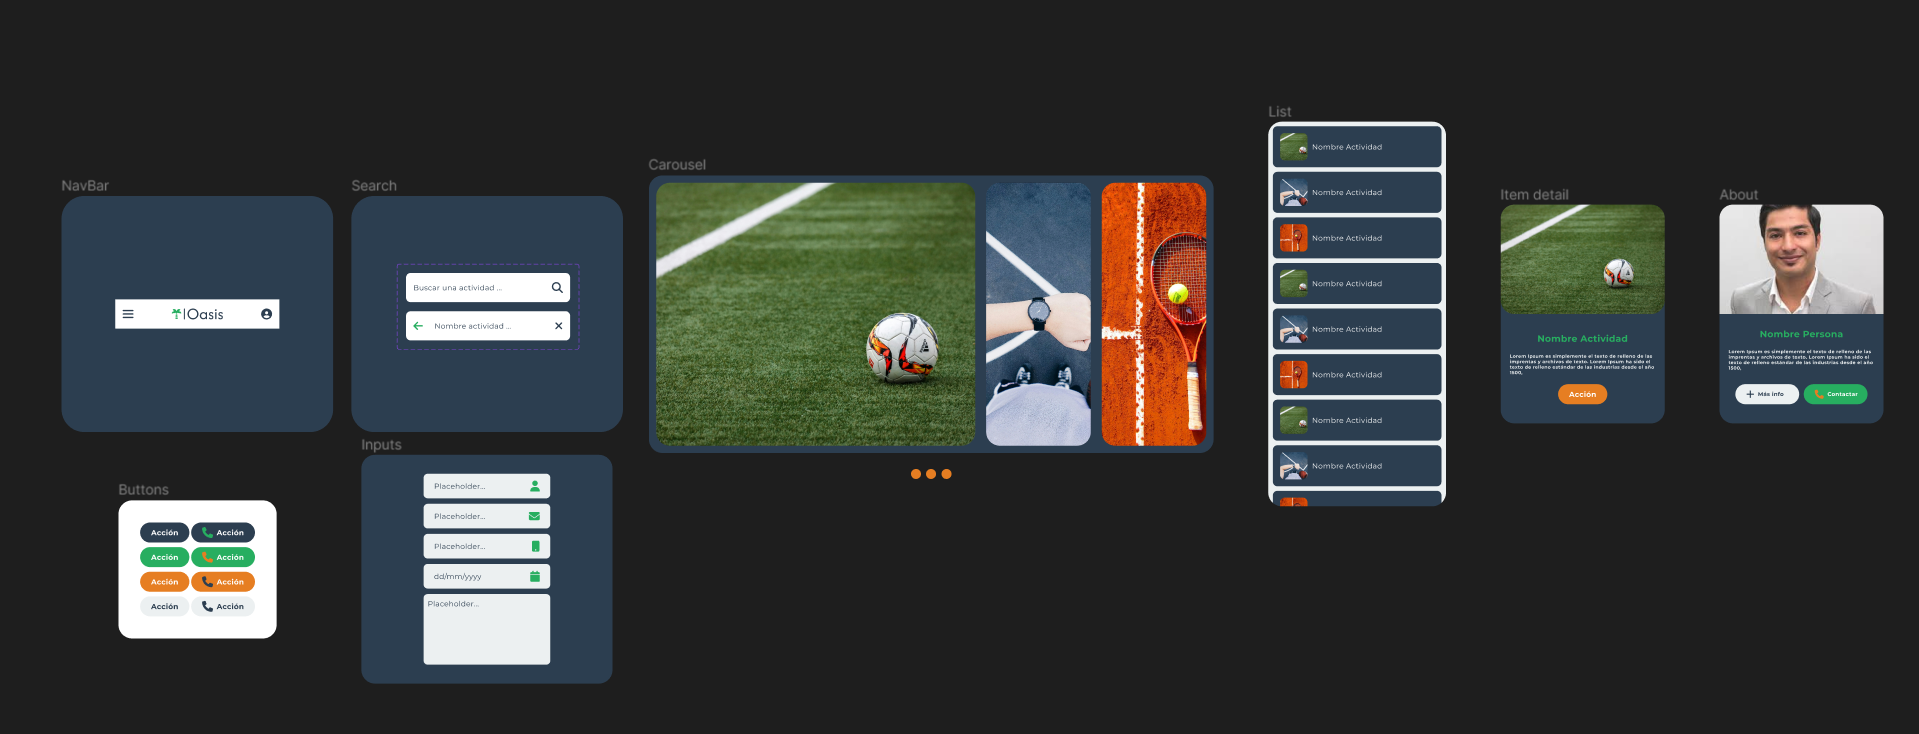 NavBar
Oasis
Search
Buscar una actividad ...
Nombre actividad ...
Buttons
Acción
Acción
Acción
Acción
Acción
Acción
Acción
Acción
Inputs
Placeholder...
Placeholder...
Placeholder...
dd/mm/yyyy
Placeholder...
Carousel
List
Nombre Actividad
Nombre Actividad
Nombre Actividad
Nombre Actividad
Nombre Actividad
Nombre Actividad
Nombre Actividad
Nombre Actividad
Item detail
Nombre Actividad
Lorem Ipsum es simplemente el texto de relleno de las
imprentas y archivos de texto. Lorem Ipsum ha sido el
texto de relleno estándar de las industrias desde el año
1500,
Acción
About
Nombre Persona
Lorem Ipsum es simplemente el texto de relleno de las
imprentas y archivos de texto. Lorem Ipsum ha sido el
texto de relleno estándar de las industrias desde el año
1500,
Más info
Contactar